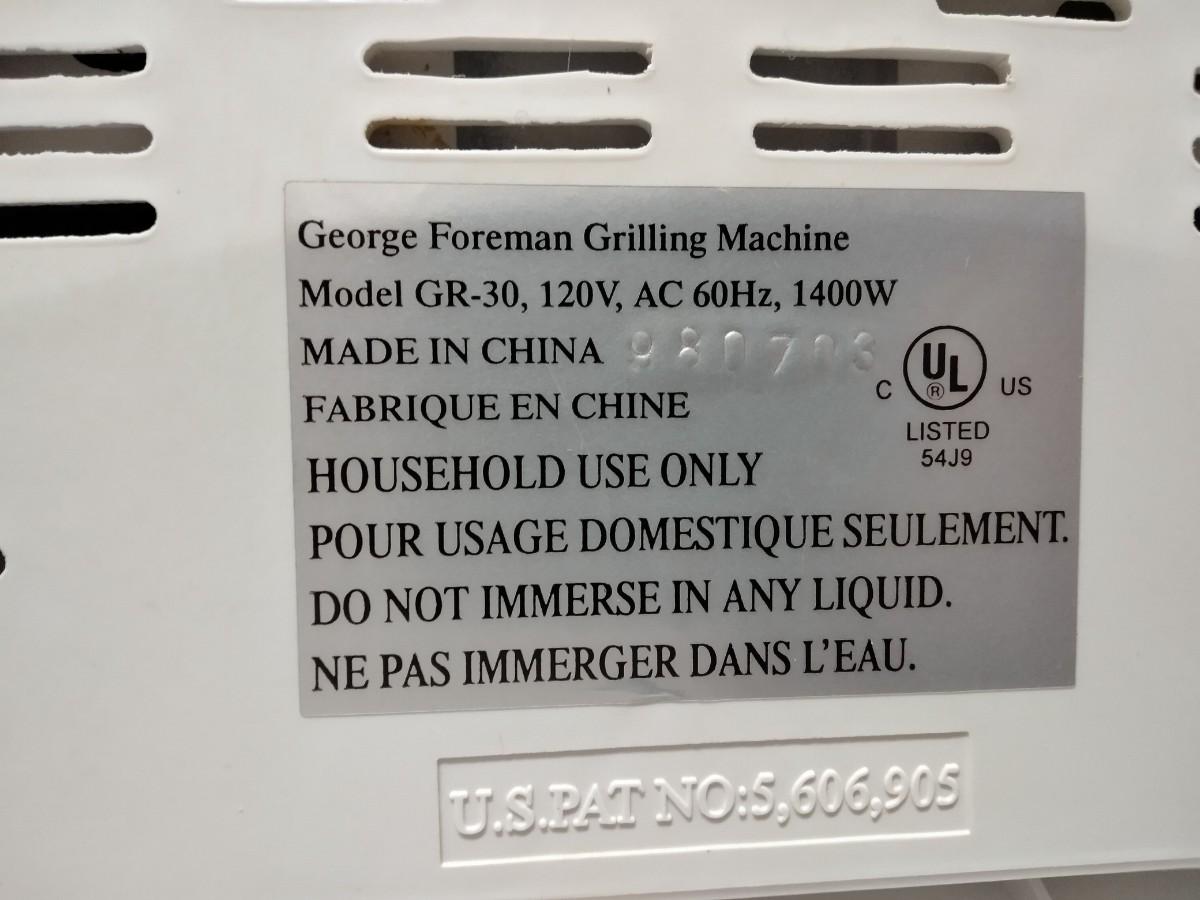 George Foreman Grilling Machine
Model GR-30, 120V, AC 60Hz, 1400W
MADE IN CHINA 980703
FABRIQUE EN CHINE
C UL ® US
LISTED
54J9
HOUSEHOLD USE ONLY
POUR USAGE DOMESTIQUE SEULEMENT.
DO NOT IMMERSE IN ANY LIQUID.
NE PAS IMMERGER DANS L'EAU.
U.S.PAT NO:5,606,905